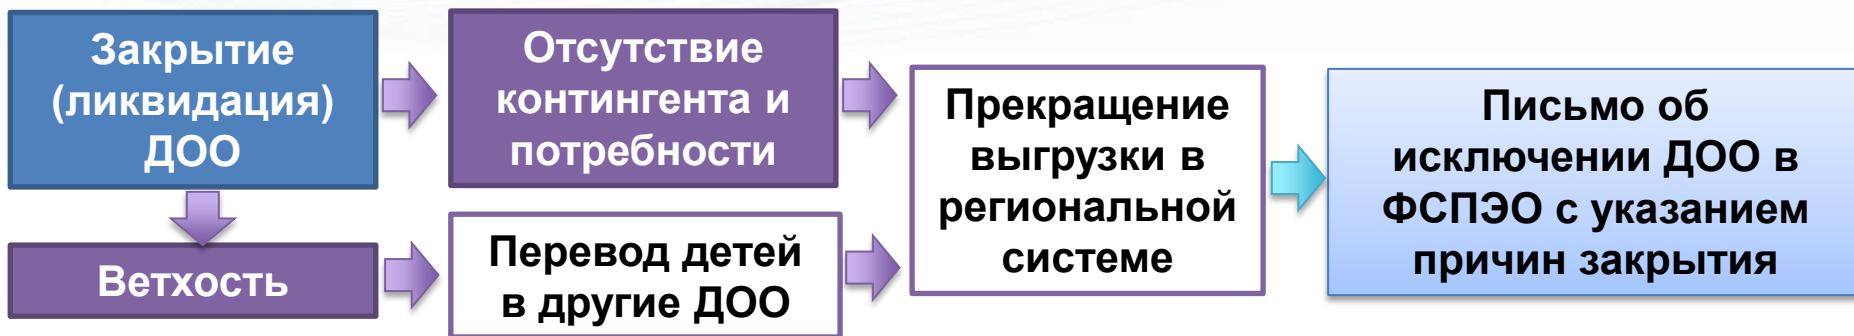 Закрытие
(ликвидация)
ДОО
Отсутствие
контингента и
потребности
Ветхость
Перевод детей
в другие ДОО
Прекращение
выгрузки в
региональной
системе
Письмо об
исключении ДОО в
ФСПЭО с указанием
причин закрытия